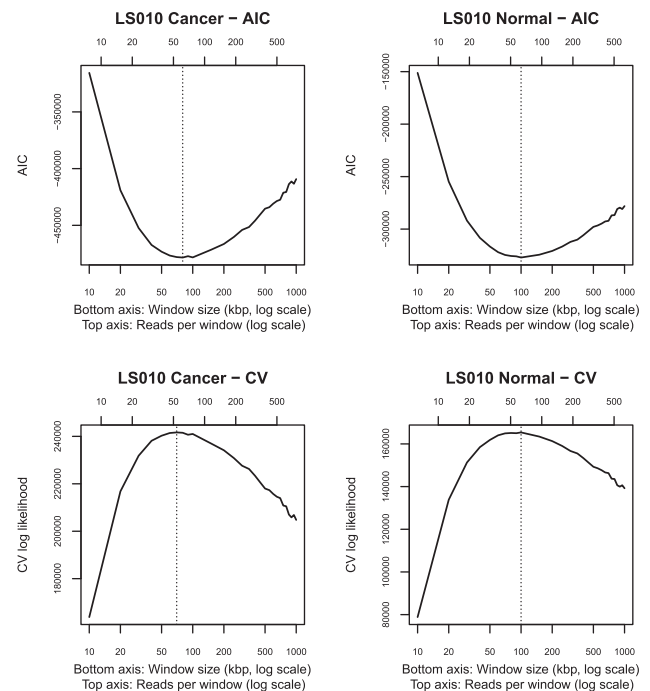 LS010 Cancer − AIC
10 20 50 100 200 500
AIC
−350000
−400000
−450000
10 20 50 100 200 500 1000
Bottom axis: Window size (kbp, log scale)
Top axis: Reads per window (log scale)
LS010 Normal − AIC
10 20 50 100 200 500
AIC
−150000
−200000
−250000
−300000
10 20 50 100 200 500 1000
Bottom axis: Window size (kbp, log scale)
Top axis: Reads per window (log scale)
LS010 Cancer − CV
10 20 50 100 200 500
CV log likelihood
240000
220000
200000
180000
10 20 50 100 200 500 1000
Bottom axis: Window size (kbp, log scale)
Top axis: Reads per window (log scale)
LS010 Normal − CV
10 20 50 100 200 500
CV log likelihood
160000
140000
120000
100000
80000
10 20 50 100 200 500 1000
Bottom axis: Window size (kbp, log scale)
Top axis: Reads per window (log scale)